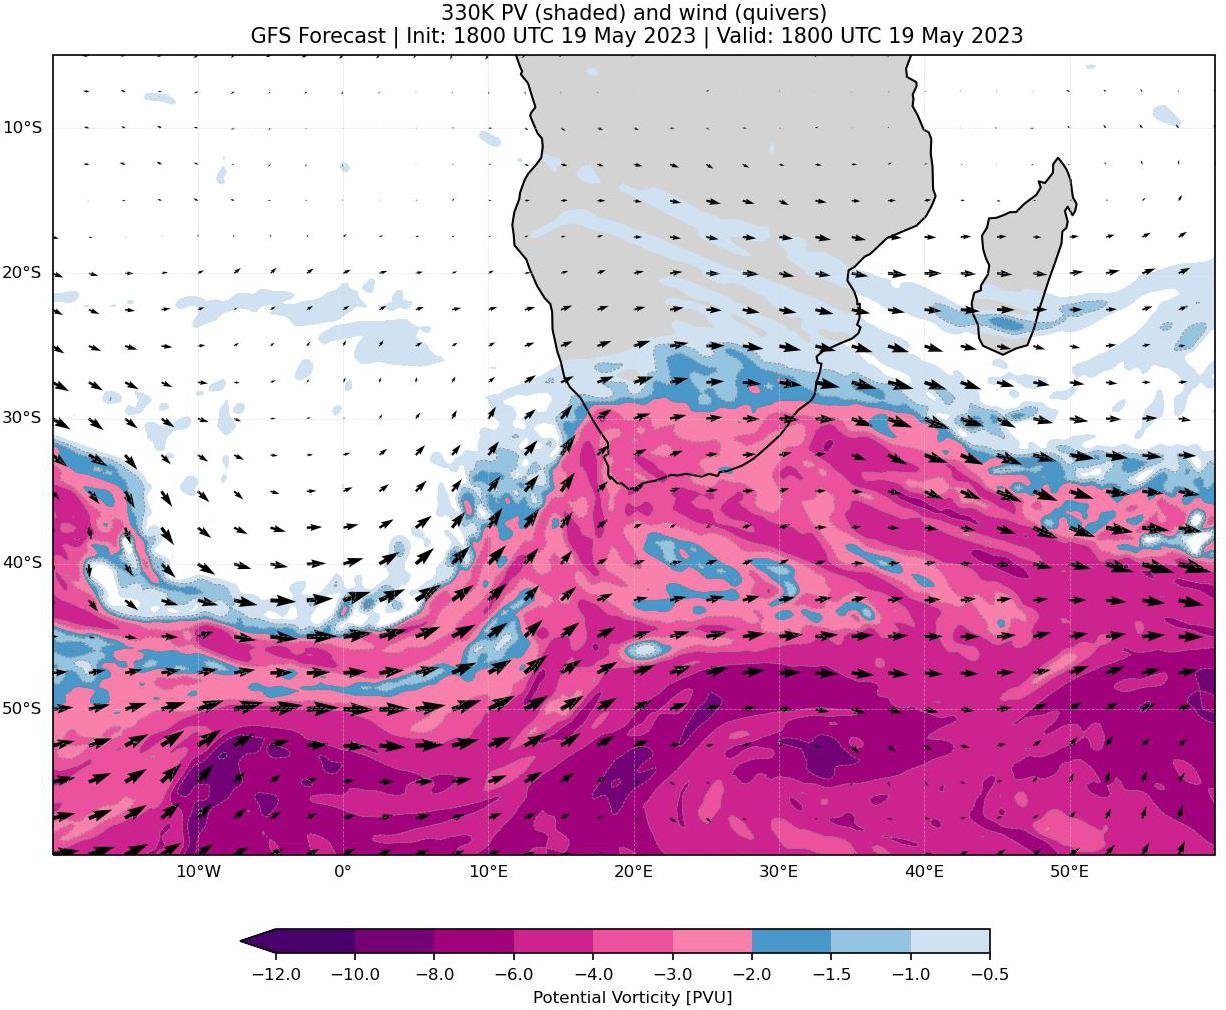 330K PV (shaded) and wind (quivers)
GFS Forecast | Init: 1800 UTC 19 May 2023 | Valid: 1800 UTC 19 May 2023
10°S
20°S
30°S
40°S
50°S
10°W 0° 10°E 20°E 30°E 40°E 50°E
−12.0 −10.0 −8.0 −6.0 −4.0 −3.0 −2.0 −1.5 −1.0 −0.5
Potential Vorticity [PVU]